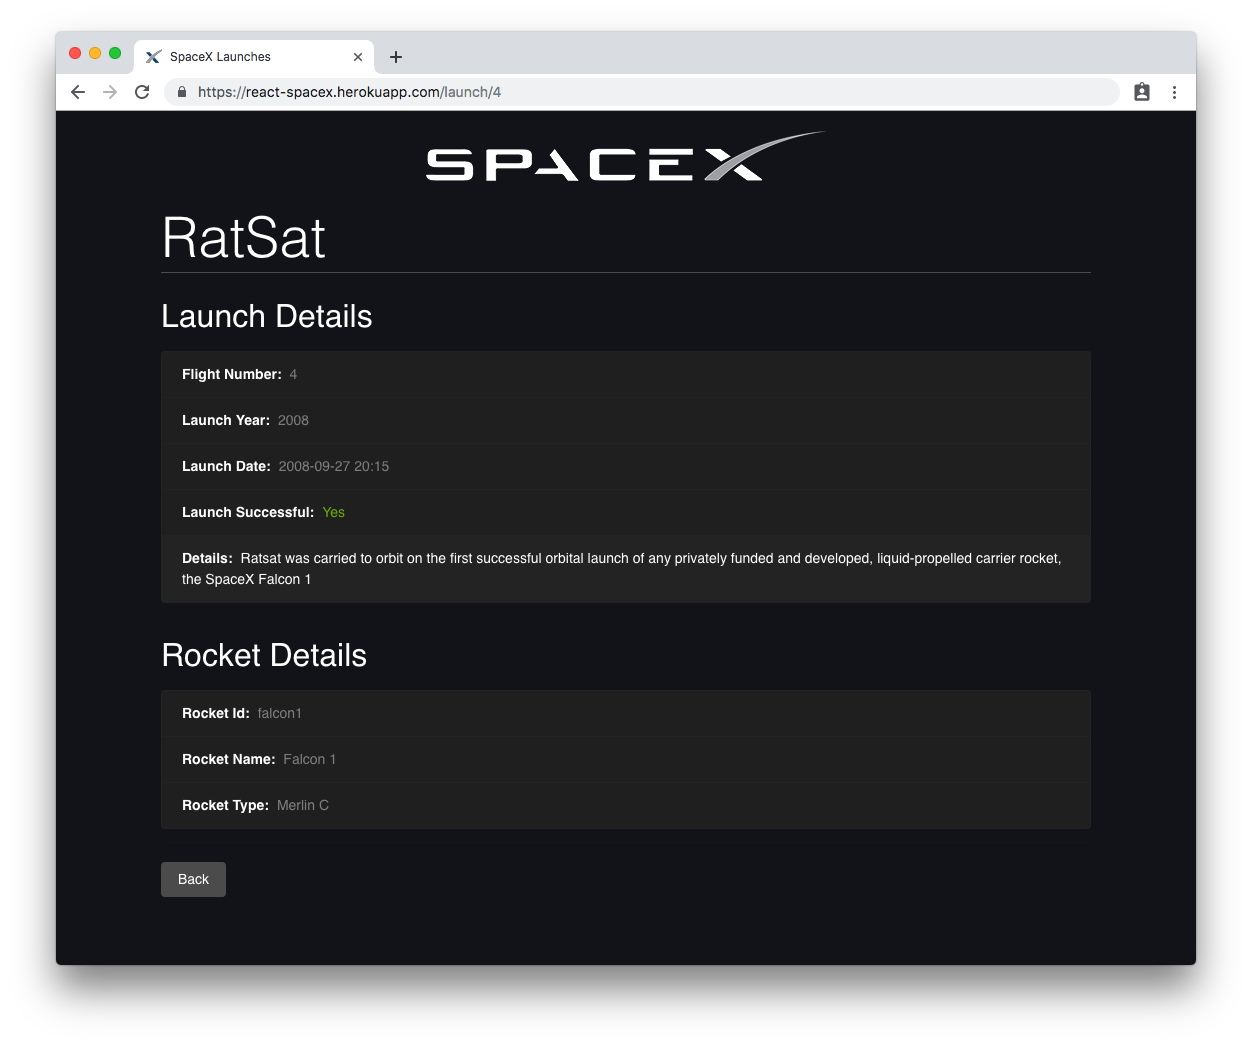 SpaceX Launches
https://react-spacex.herokuapp.com/launch/4
SPACEX
RatSat
Launch Details
Flight Number: 4
Launch Year: 2008
Launch Date: 2008-09-27 20:15
Launch Successful: Yes
Details: Ratsat was carried to orbit on the first successful orbital launch of any privately funded and developed, liquid-propelled carrier rocket,
the SpaceX Falcon 1
Rocket Details
Rocket Id: falcon1
Rocket Name: Falcon 1
Rocket Type: Merlin C
Back